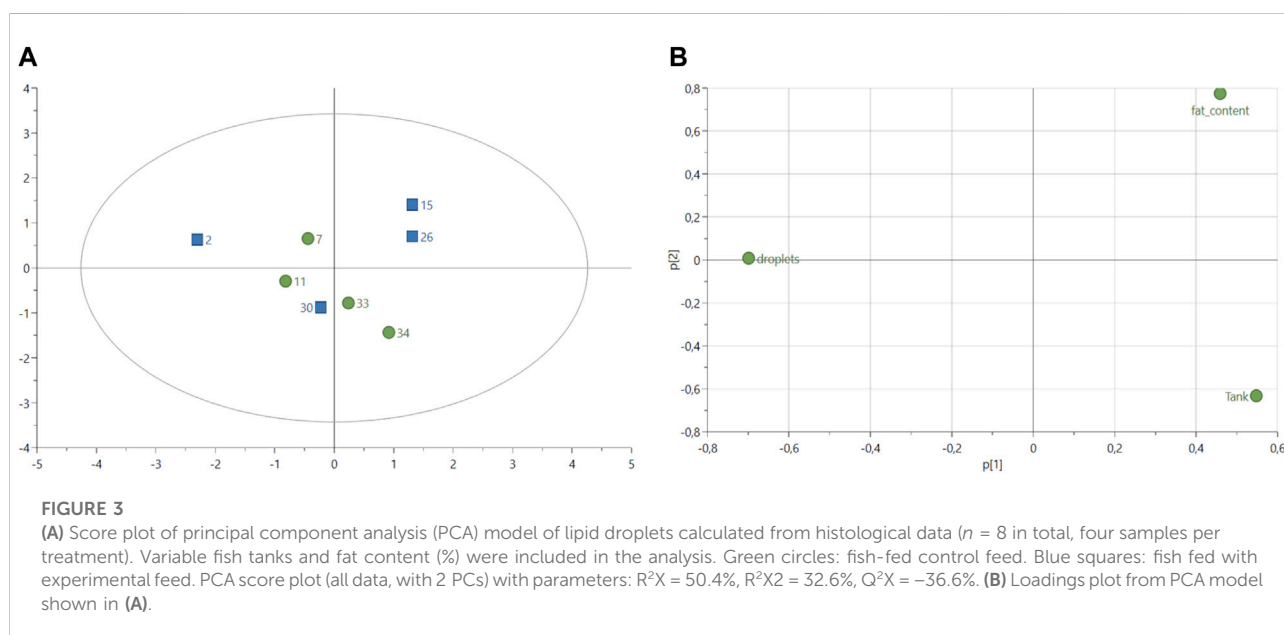 A
4
3
2
1
0
-1
-2
-3
-4
-5 -4 -3 -2 -1 0 1 2 3 4 5
2
7
15
26
11
30
33
34
B
0,8
0,6
0,4
0,2
0
-0,2
-0,4
-0,6
-0,8
p[2]
-0,8 -0,6 -0,4 -0,2 0 0,2 0,4 0,6
p[1]
fat_content
droplets
Tank
FIGURE 3
(A) Score plot of principal component analysis (PCA) model of lipid droplets calculated from histological data (n = 8 in total, four samples per
treatment). Variable fish tanks and fat content (%) were included in the analysis. Green circles: fish-fed control feed. Blue squares: fish fed with
experimental feed. PCA score plot (all data, with 2 PCs) with parameters: R²X = 50.4%, R²X2 = 32.6%, Q²X = −36.6%. (B) Loadings plot from PCA model
shown in (A).